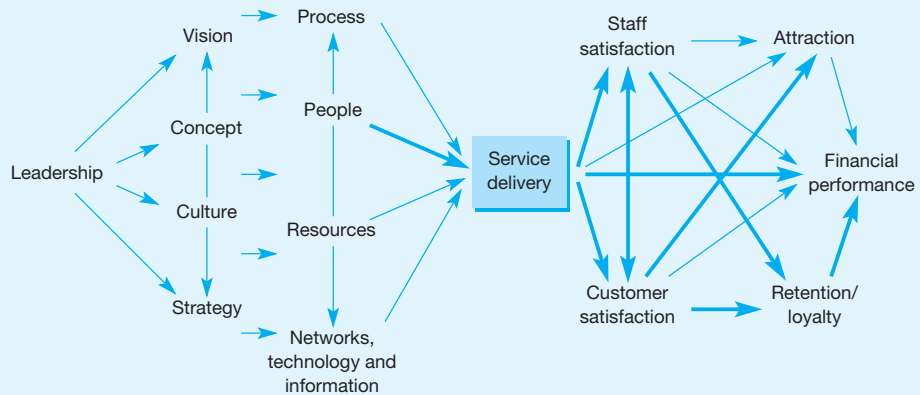 Leadership
Vision
Concept
Culture
Strategy
Process
People
Resources
Networks,
technology and
information
Service
delivery
Staff
satisfaction
Customer
satisfaction
Attraction
Financial
performance
Retention/
loyalty